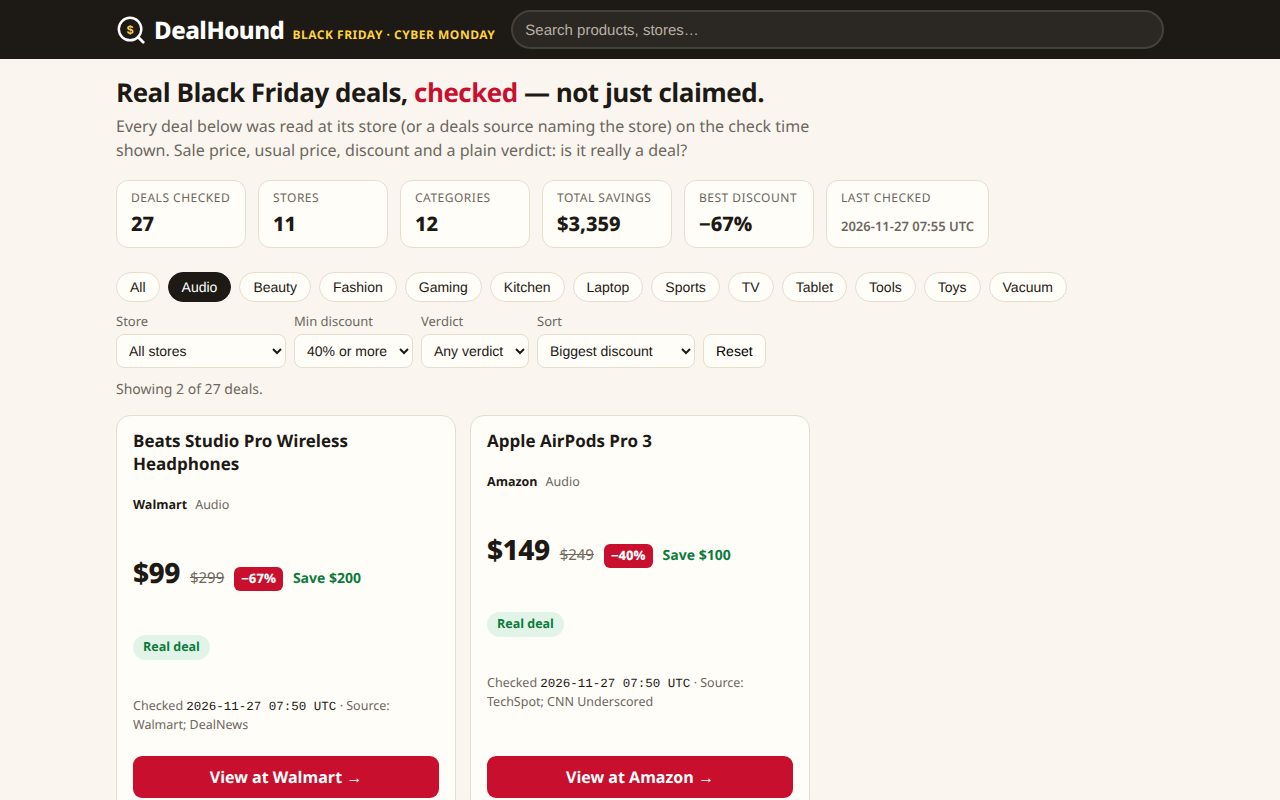 $ DealHound BLACK FRIDAY · CYBER MONDAY Search products, stores…
Real Black Friday deals, checked — not just claimed.
Every deal below was read at its store (or a deals source naming the store) on the check time
shown. Sale price, usual price, discount and a plain verdict: is it really a deal?
DEALS CHECKED STORES CATEGORIES TOTAL SAVINGS BEST DISCOUNT LAST CHECKED
27 11 12 $3,359 −67% 2026-11-27 07:55 UTC
All Audio Beauty Fashion Gaming Kitchen Laptop Sports TV Tablet Tools Toys Vacuum
Store Min discount Verdict Sort
All stores 40% or more Any verdict Biggest discount Reset
Showing 2 of 27 deals.
Beats Studio Pro Wireless
Headphones
Walmart Audio
$99 $299 −67% Save $200
Real deal
Checked 2026-11-27 07:50 UTC · Source:
Walmart; DealNews
View at Walmart →
Apple AirPods Pro 3
Amazon Audio
$149 $249 −40% Save $100
Real deal
Checked 2026-11-27 07:50 UTC · Source:
TechSpot; CNN Underscored
View at Amazon →